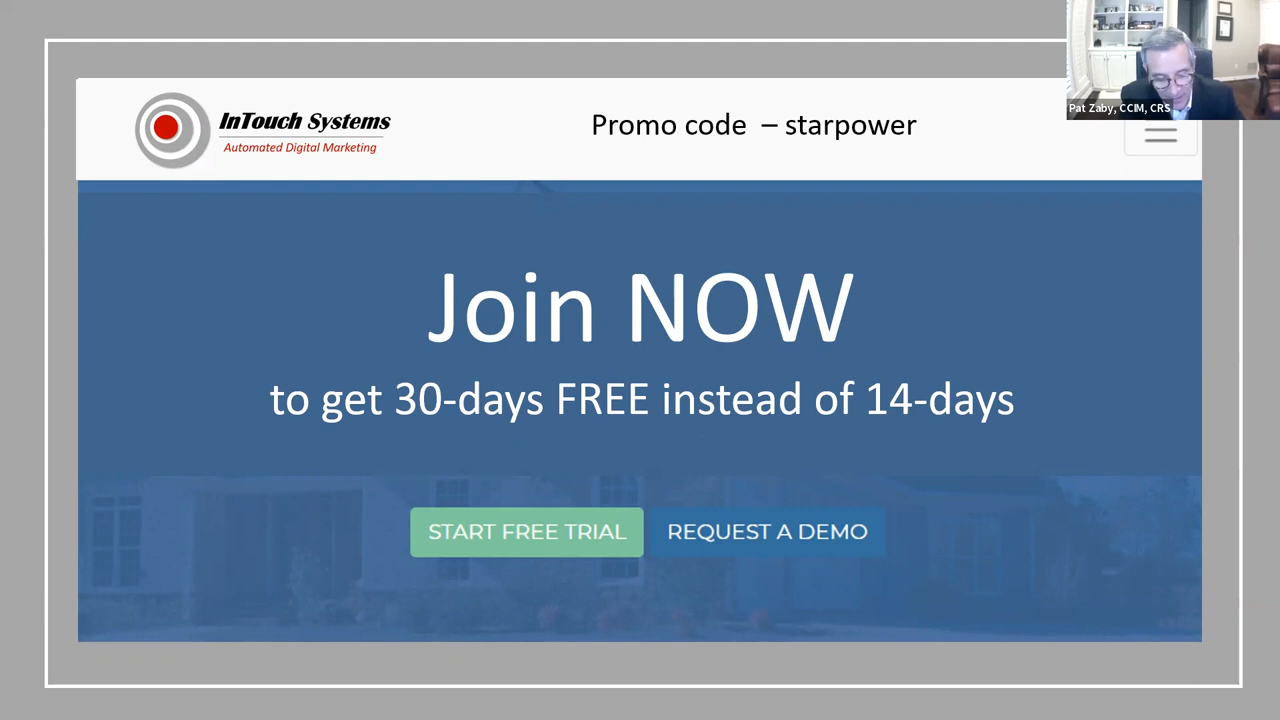 InTouch Systems
Automated Digital Marketing
Promo code – starpower
Pat Zaby, CCIM, CRS
Join NOW
to get 30-days FREE instead of 14-days
START FREE TRIAL
REQUEST A DEMO